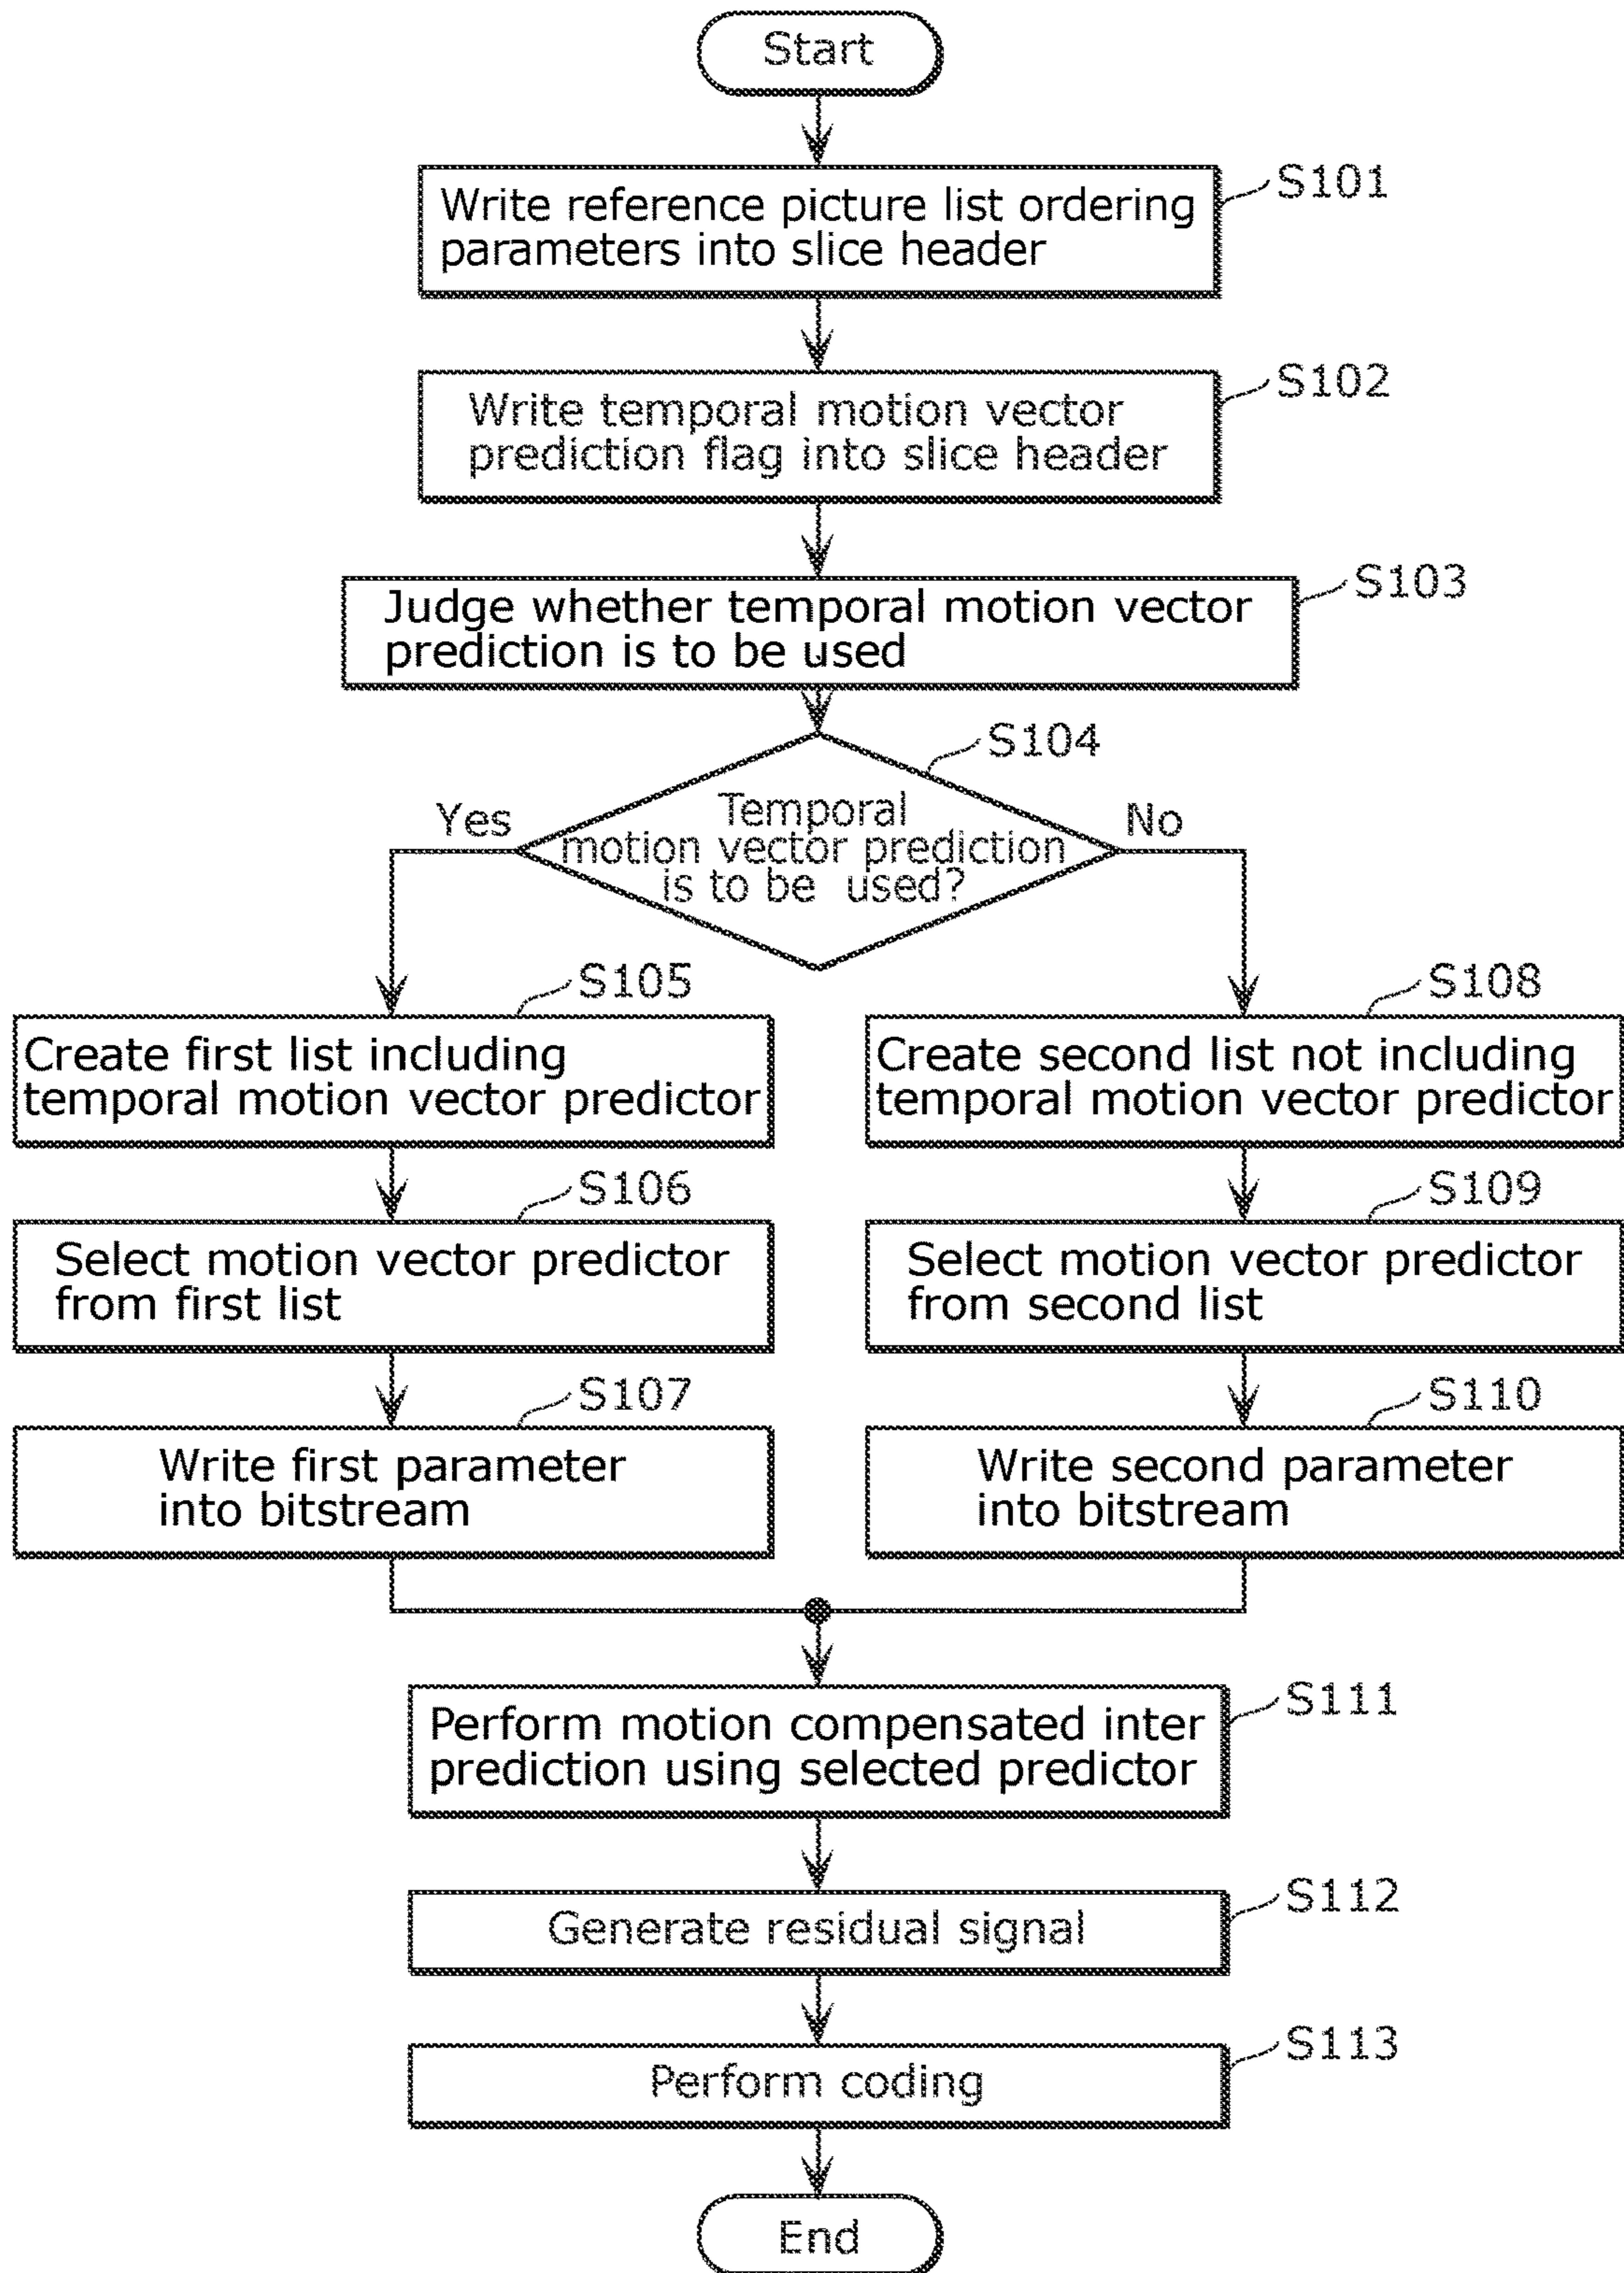 Start
Write reference picture list ordering
parameters into slice header
S101
Write temporal motion vector
prediction flag into slice header
S102
Judge whether temporal motion vector
prediction is to be used
S103
S104
Yes
Temporal
motion vector prediction
is to be used?
No
S105
Create first list including
temporal motion vector predictor
S106
Select motion vector predictor
from first list
S107
Write first parameter
into bitstream
S108
Create second list not including
temporal motion vector predictor
S109
Select motion vector predictor
from second list
S110
Write second parameter
into bitstream
Perform motion compensated inter
prediction using selected predictor
S111
Generate residual signal
S112
Perform coding
S113
End